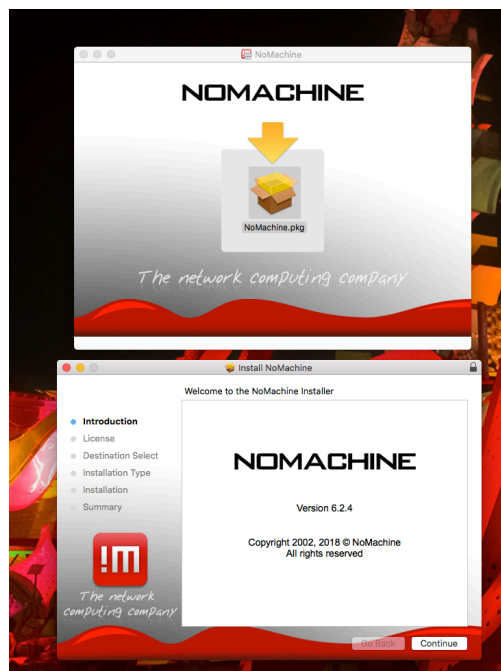 NoMachine
NOMACHINE
NoMachine.pkg
The network computing company
Install NoMachine
Welcome to the NoMachine Installer
Introduction
License
Destination Select
Installation Type
Installation
Summary
NOMACHINE
Version 6.2.4
Copyright 2002, 2018 © NoMachine
All rights reserved
!M
The network
computing company
Go Back
Continue